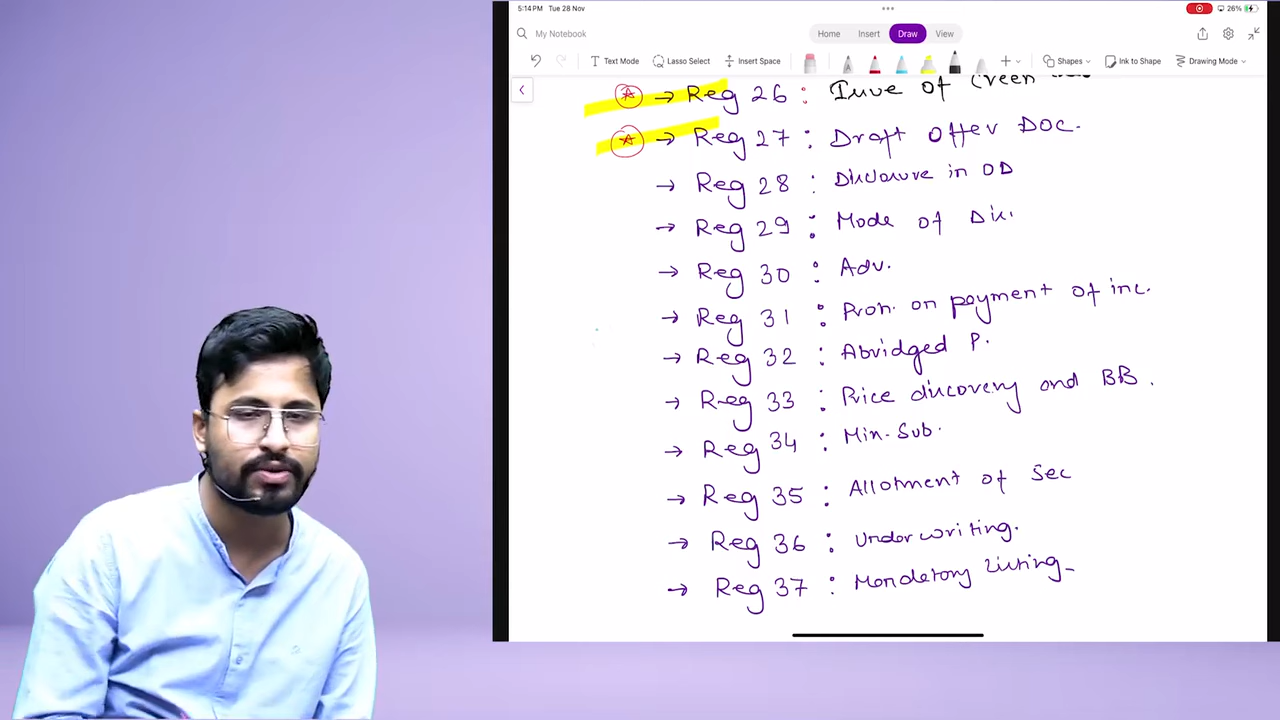 5:14 PM Tue 28 Nov
26%
My Notebook
Home Insert Draw View
Text Mode Lasso Select Insert Space Shapes Ink to Shape Drawing Mode
→ Reg 26 : Issue of Green
→ Reg 27 : Draft Offer Doc.
→ Reg 28 : Disclosure in OD
→ Reg 29 : Mode of Dis.
→ Reg 30 : Adv.
→ Reg 31 : Proh. on payment of inc.
→ Reg 32 : Abridged P.
→ Reg 33 : Price discovery and BB.
→ Reg 34 : Min. Sub.
→ Reg 35 : Allotment of Sec
→ Reg 36 : Underwriting.
→ Reg 37 : Mandatory Listing